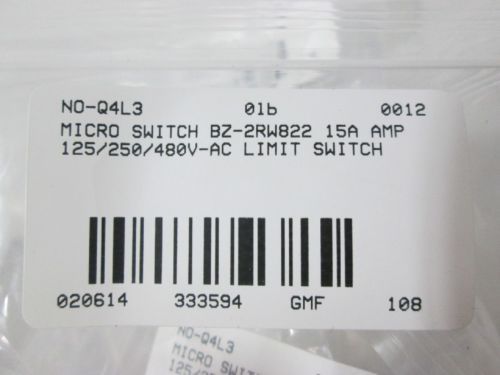 NO-Q4L3 01b 0012
MICRO SWITCH BZ-2RW822 15A AMP
125/250/480V-AC LIMIT SWITCH
020614 333594 GMF 108
NO-Q4L3
MICRO SWITCH